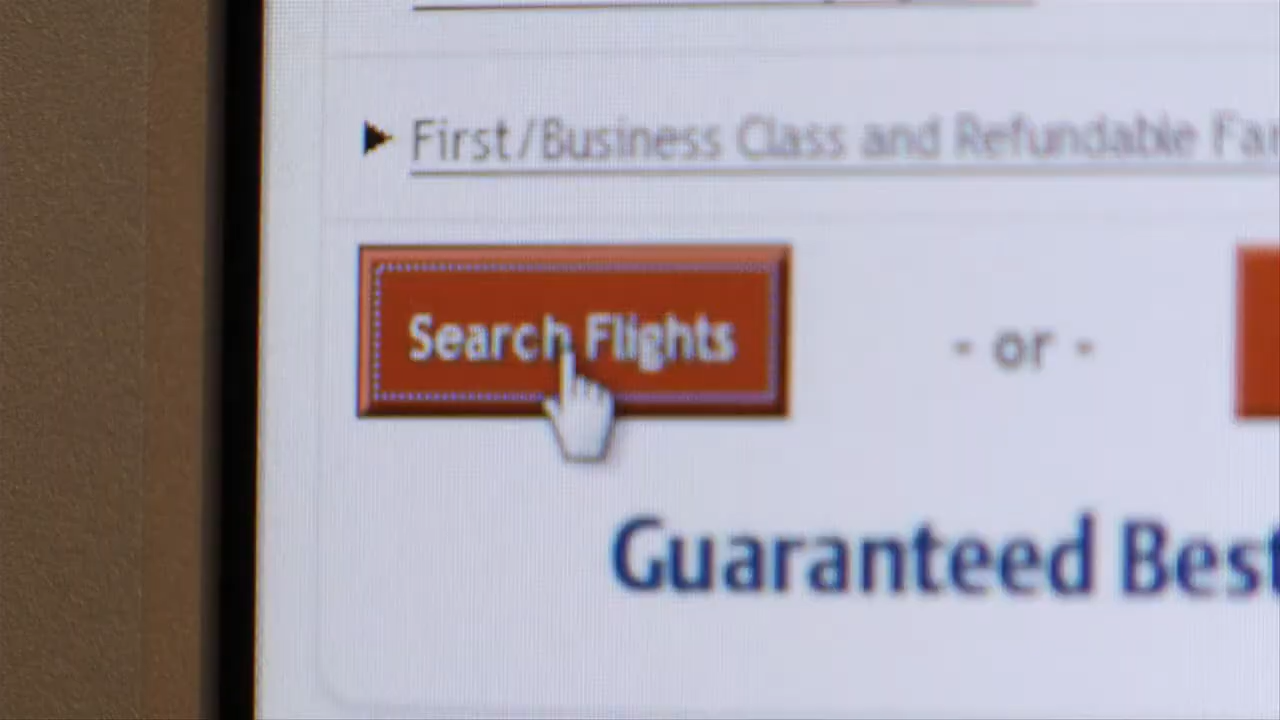 First/Business Class and Refundable
Search Flights
- or -
Guaranteed Best